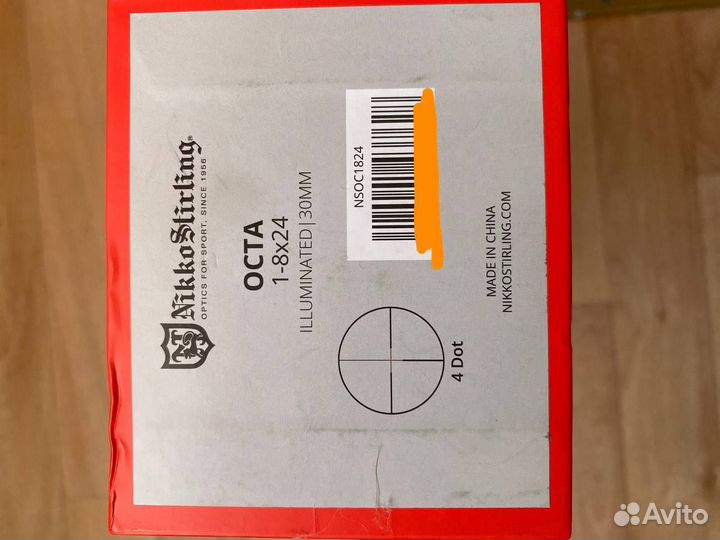 NikkoStirling®
OPTICS FOR SPORT, SINCE 1956
OCTA
1-8x24
ILLUMINATED|30MM
NSOC1824
4 Dot
MADE IN CHINA
NIKKOSTIRLING.COM
Avito